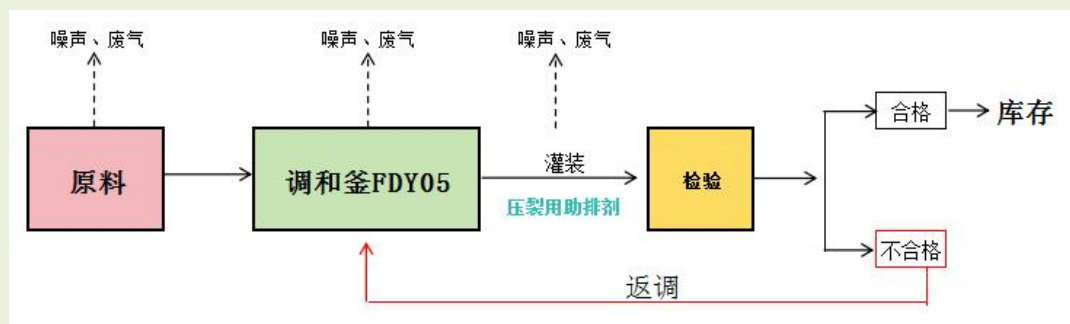 噪声、废气
噪声、废气
噪声、废气
原料
调和釜FDY05
灌装
压裂用助排剂
检验
合格
库存
不合格
返调